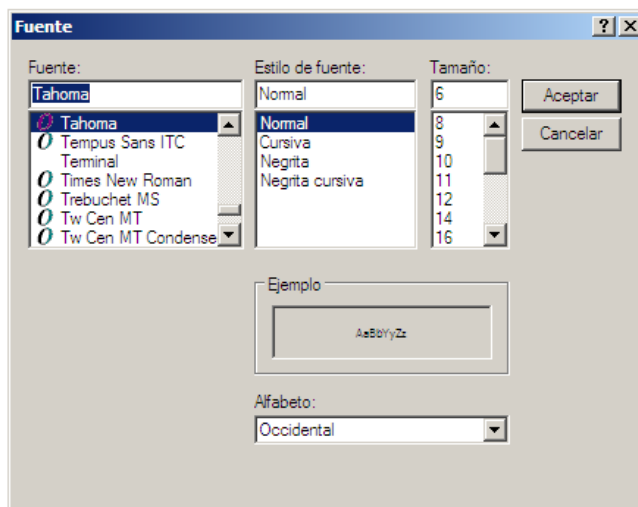 Fuente
Fuente:
Tahoma
Tahoma
Tempus Sans ITC
Terminal
Times New Roman
Trebuchet MS
Tw Cen MT
Tw Cen MT Condense
Estilo de fuente:
Normal
Normal
Cursiva
Negrita
Negrita cursiva
Tamaño:
6
8
9
10
11
12
14
16
Aceptar
Cancelar
Ejemplo
AaBbYyZz
Alfabeto:
Occidental